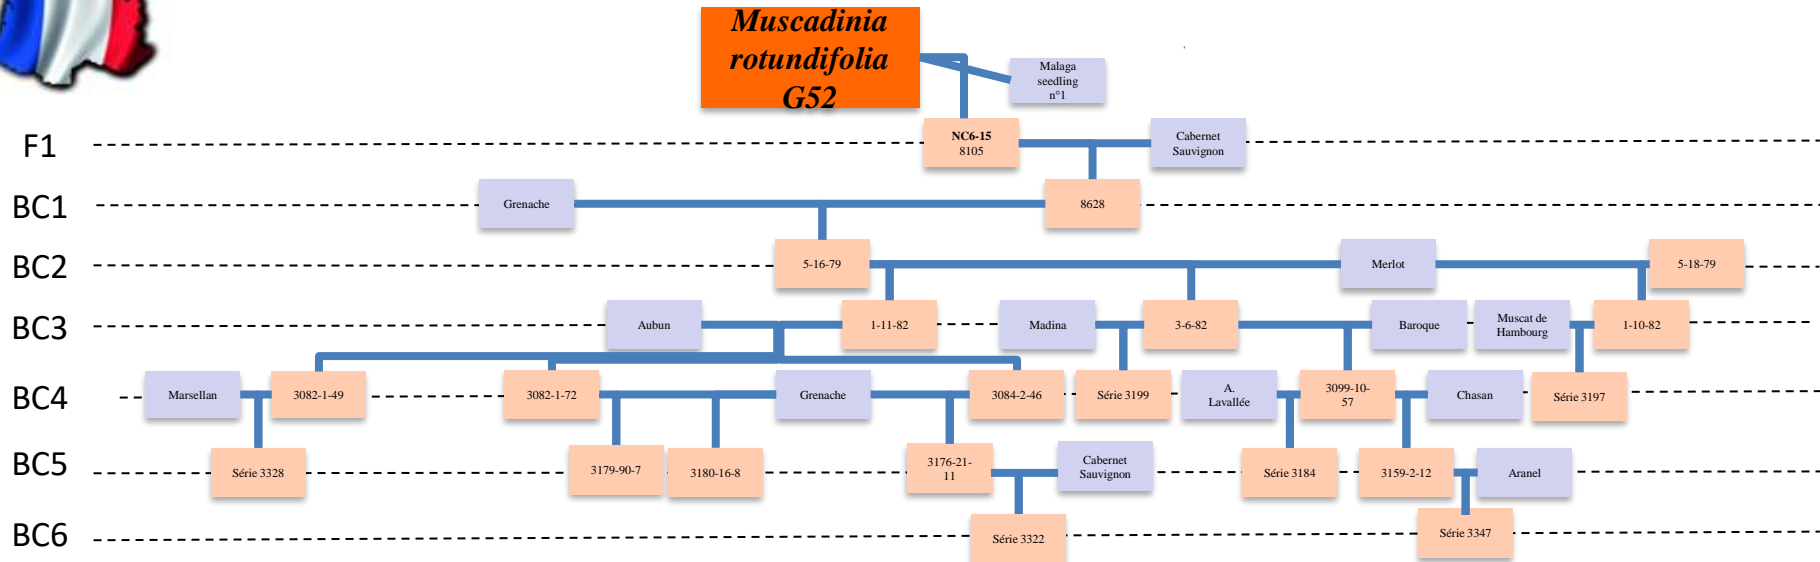 Muscadinia
rotundifolia
G52
Malaga
seedling
n°1
F1
NC6-15
8105
Cabernet
Sauvignon
BC1
Grenache
8628
BC2
5-16-79
Merlot
5-18-79
BC3
Aubun
1-11-82
Madina
3-6-82
Baroque
Muscat de
Hambourg
1-10-82
BC4
Marsellan
3082-1-49
3082-1-72
Grenache
3084-2-46
Série 3199
A.
Lavallée
3099-10-
57
Chasan
Série 3197
BC5
Série 3328
3179-90-7
3180-16-8
3176-21-
11
Cabernet
Sauvignon
Série 3184
3159-2-12
Aranel
BC6
Série 3322
Série 3347